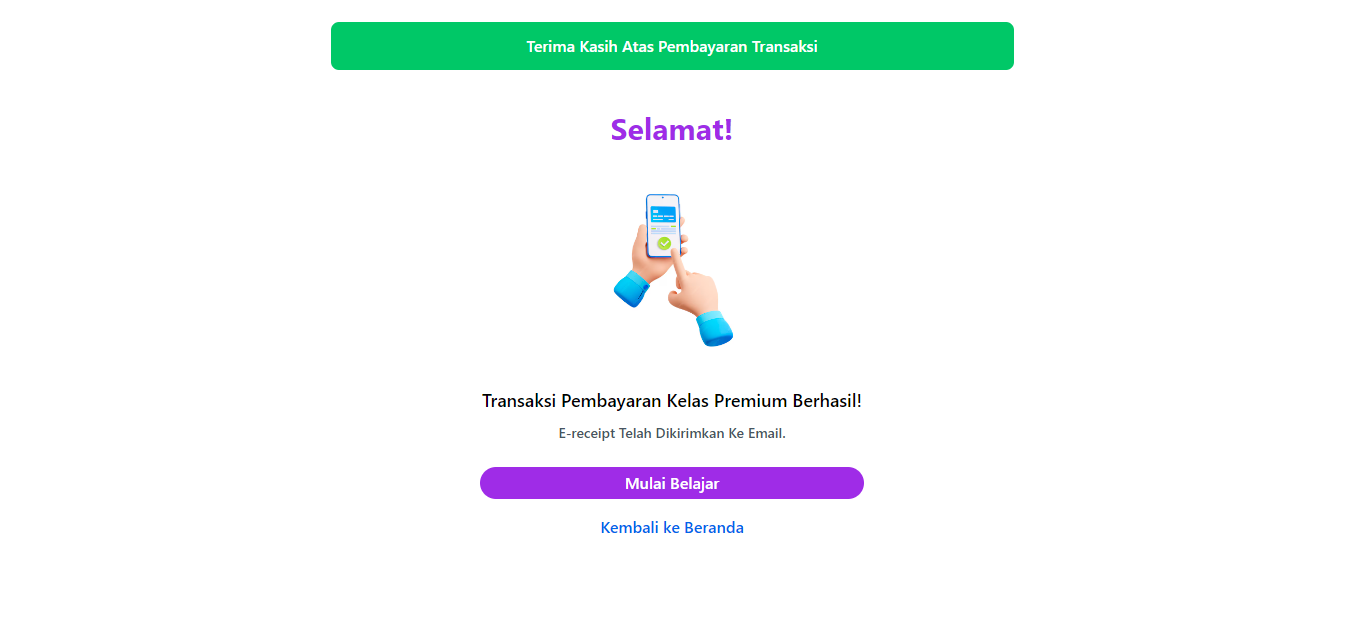 Terima Kasih Atas Pembayaran Transaksi
Selamat!
Transaksi Pembayaran Kelas Premium Berhasil!
E-receipt Telah Dikirimkan Ke Email.
Mulai Belajar
Kembali ke Beranda